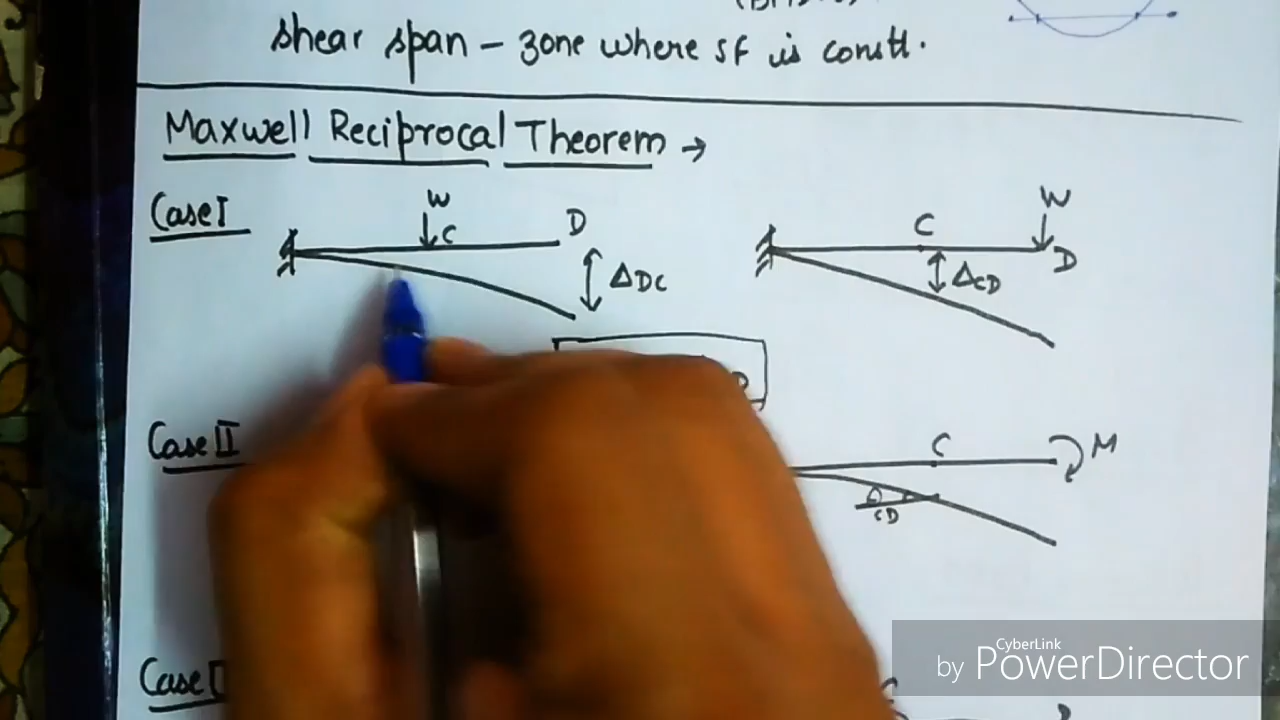 shear span – zone where SF is constt.
Maxwell Reciprocal Theorem →
Case I
W
C
D
ΔDC
W
C
D
ΔCD
Case II
C
M
θ
CD
Case
CyberLink
by PowerDirector